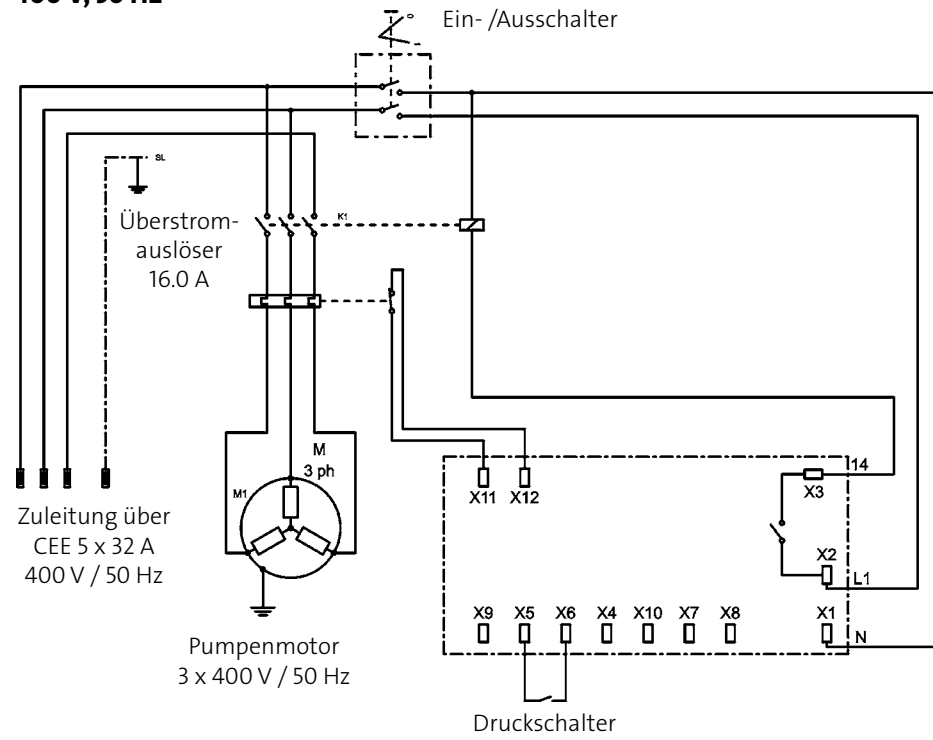 Ein- /Ausschalter
SL
Überstrom-
auslöser
16.0 A
K1
M
3 ph
M1
Zuleitung über
CEE 5 x 32 A
400 V / 50 Hz
Pumpenmotor
3 x 400 V / 50 Hz
X11 X12
X3
14
X2
L1
X9 X5 X6 X4 X10 X7 X8 X1
N
Druckschalter